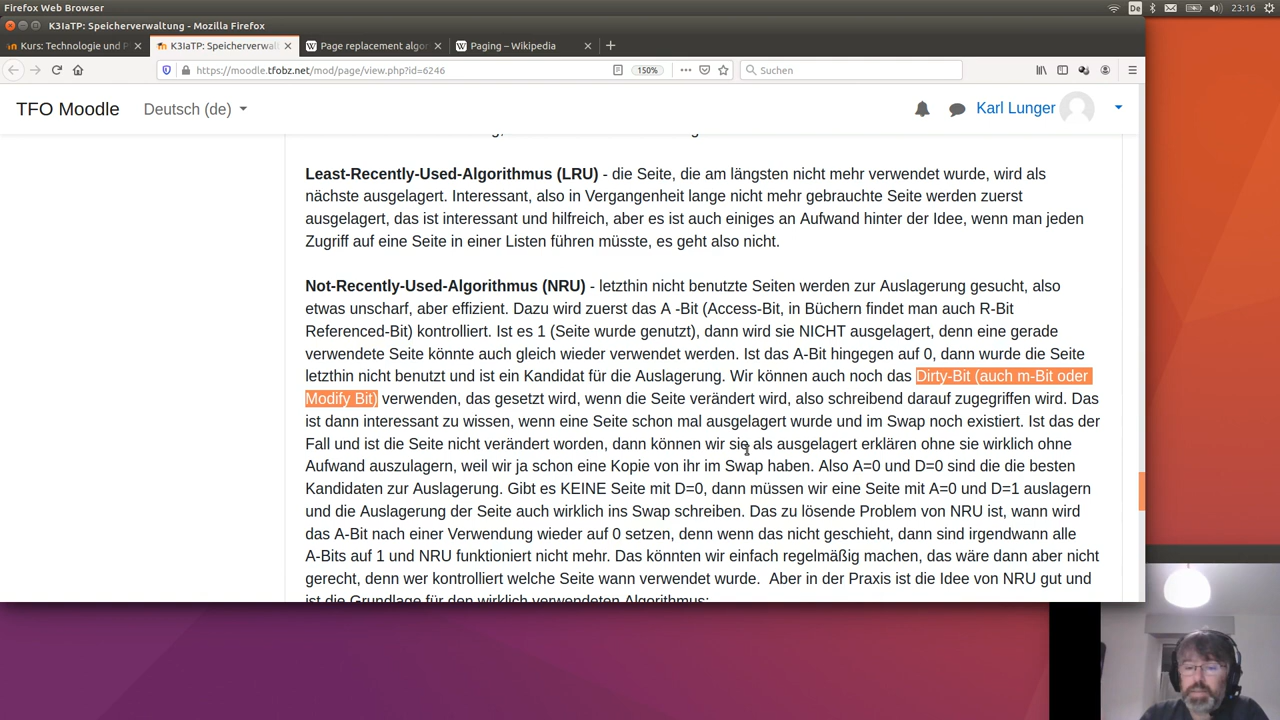 Firefox Web Browser
De
23:16
K3IaTP: Speicherverwaltung - Mozilla Firefox
Kurs: Technologie und P
K3IaTP: Speicherverwal
Page replacement algor
Paging – Wikipedia
https://moodle.tfobz.net/mod/page/view.php?id=6246
150%
Suchen
TFO Moodle
Deutsch (de)
Karl Lunger
Least-Recently-Used-Algorithmus (LRU) - die Seite, die am längsten nicht mehr verwendet wurde, wird als
nächste ausgelagert. Interessant, also in Vergangenheit lange nicht mehr gebrauchte Seite werden zuerst
ausgelagert, das ist interessant und hilfreich, aber es ist auch einiges an Aufwand hinter der Idee, wenn man jeden
Zugriff auf eine Seite in einer Listen führen müsste, es geht also nicht.
Not-Recently-Used-Algorithmus (NRU) - letzthin nicht benutzte Seiten werden zur Auslagerung gesucht, also
etwas unscharf, aber effizient. Dazu wird zuerst das A -Bit (Access-Bit, in Büchern findet man auch R-Bit
Referenced-Bit) kontrolliert. Ist es 1 (Seite wurde genutzt), dann wird sie NICHT ausgelagert, denn eine gerade
verwendete Seite könnte auch gleich wieder verwendet werden. Ist das A-Bit hingegen auf 0, dann wurde die Seite
letzthin nicht benutzt und ist ein Kandidat für die Auslagerung. Wir können auch noch das Dirty-Bit (auch m-Bit oder
Modify Bit) verwenden, das gesetzt wird, wenn die Seite verändert wird, also schreibend darauf zugegriffen wird. Das
ist dann interessant zu wissen, wenn eine Seite schon mal ausgelagert wurde und im Swap noch existiert. Ist das der
Fall und ist die Seite nicht verändert worden, dann können wir sie als ausgelagert erklären ohne sie wirklich ohne
Aufwand auszulagern, weil wir ja schon eine Kopie von ihr im Swap haben. Also A=0 und D=0 sind die die besten
Kandidaten zur Auslagerung. Gibt es KEINE Seite mit D=0, dann müssen wir eine Seite mit A=0 und D=1 auslagern
und die Auslagerung der Seite auch wirklich ins Swap schreiben. Das zu lösende Problem von NRU ist, wann wird
das A-Bit nach einer Verwendung wieder auf 0 setzen, denn wenn das nicht geschieht, dann sind irgendwann alle
A-Bits auf 1 und NRU funktioniert nicht mehr. Das könnten wir einfach regelmäßig machen, das wäre dann aber nicht
gerecht, denn wer kontrolliert welche Seite wann verwendet wurde. Aber in der Praxis ist die Idee von NRU gut und
ist die Grundlage für den wirklich verwendeten Algorithmus: